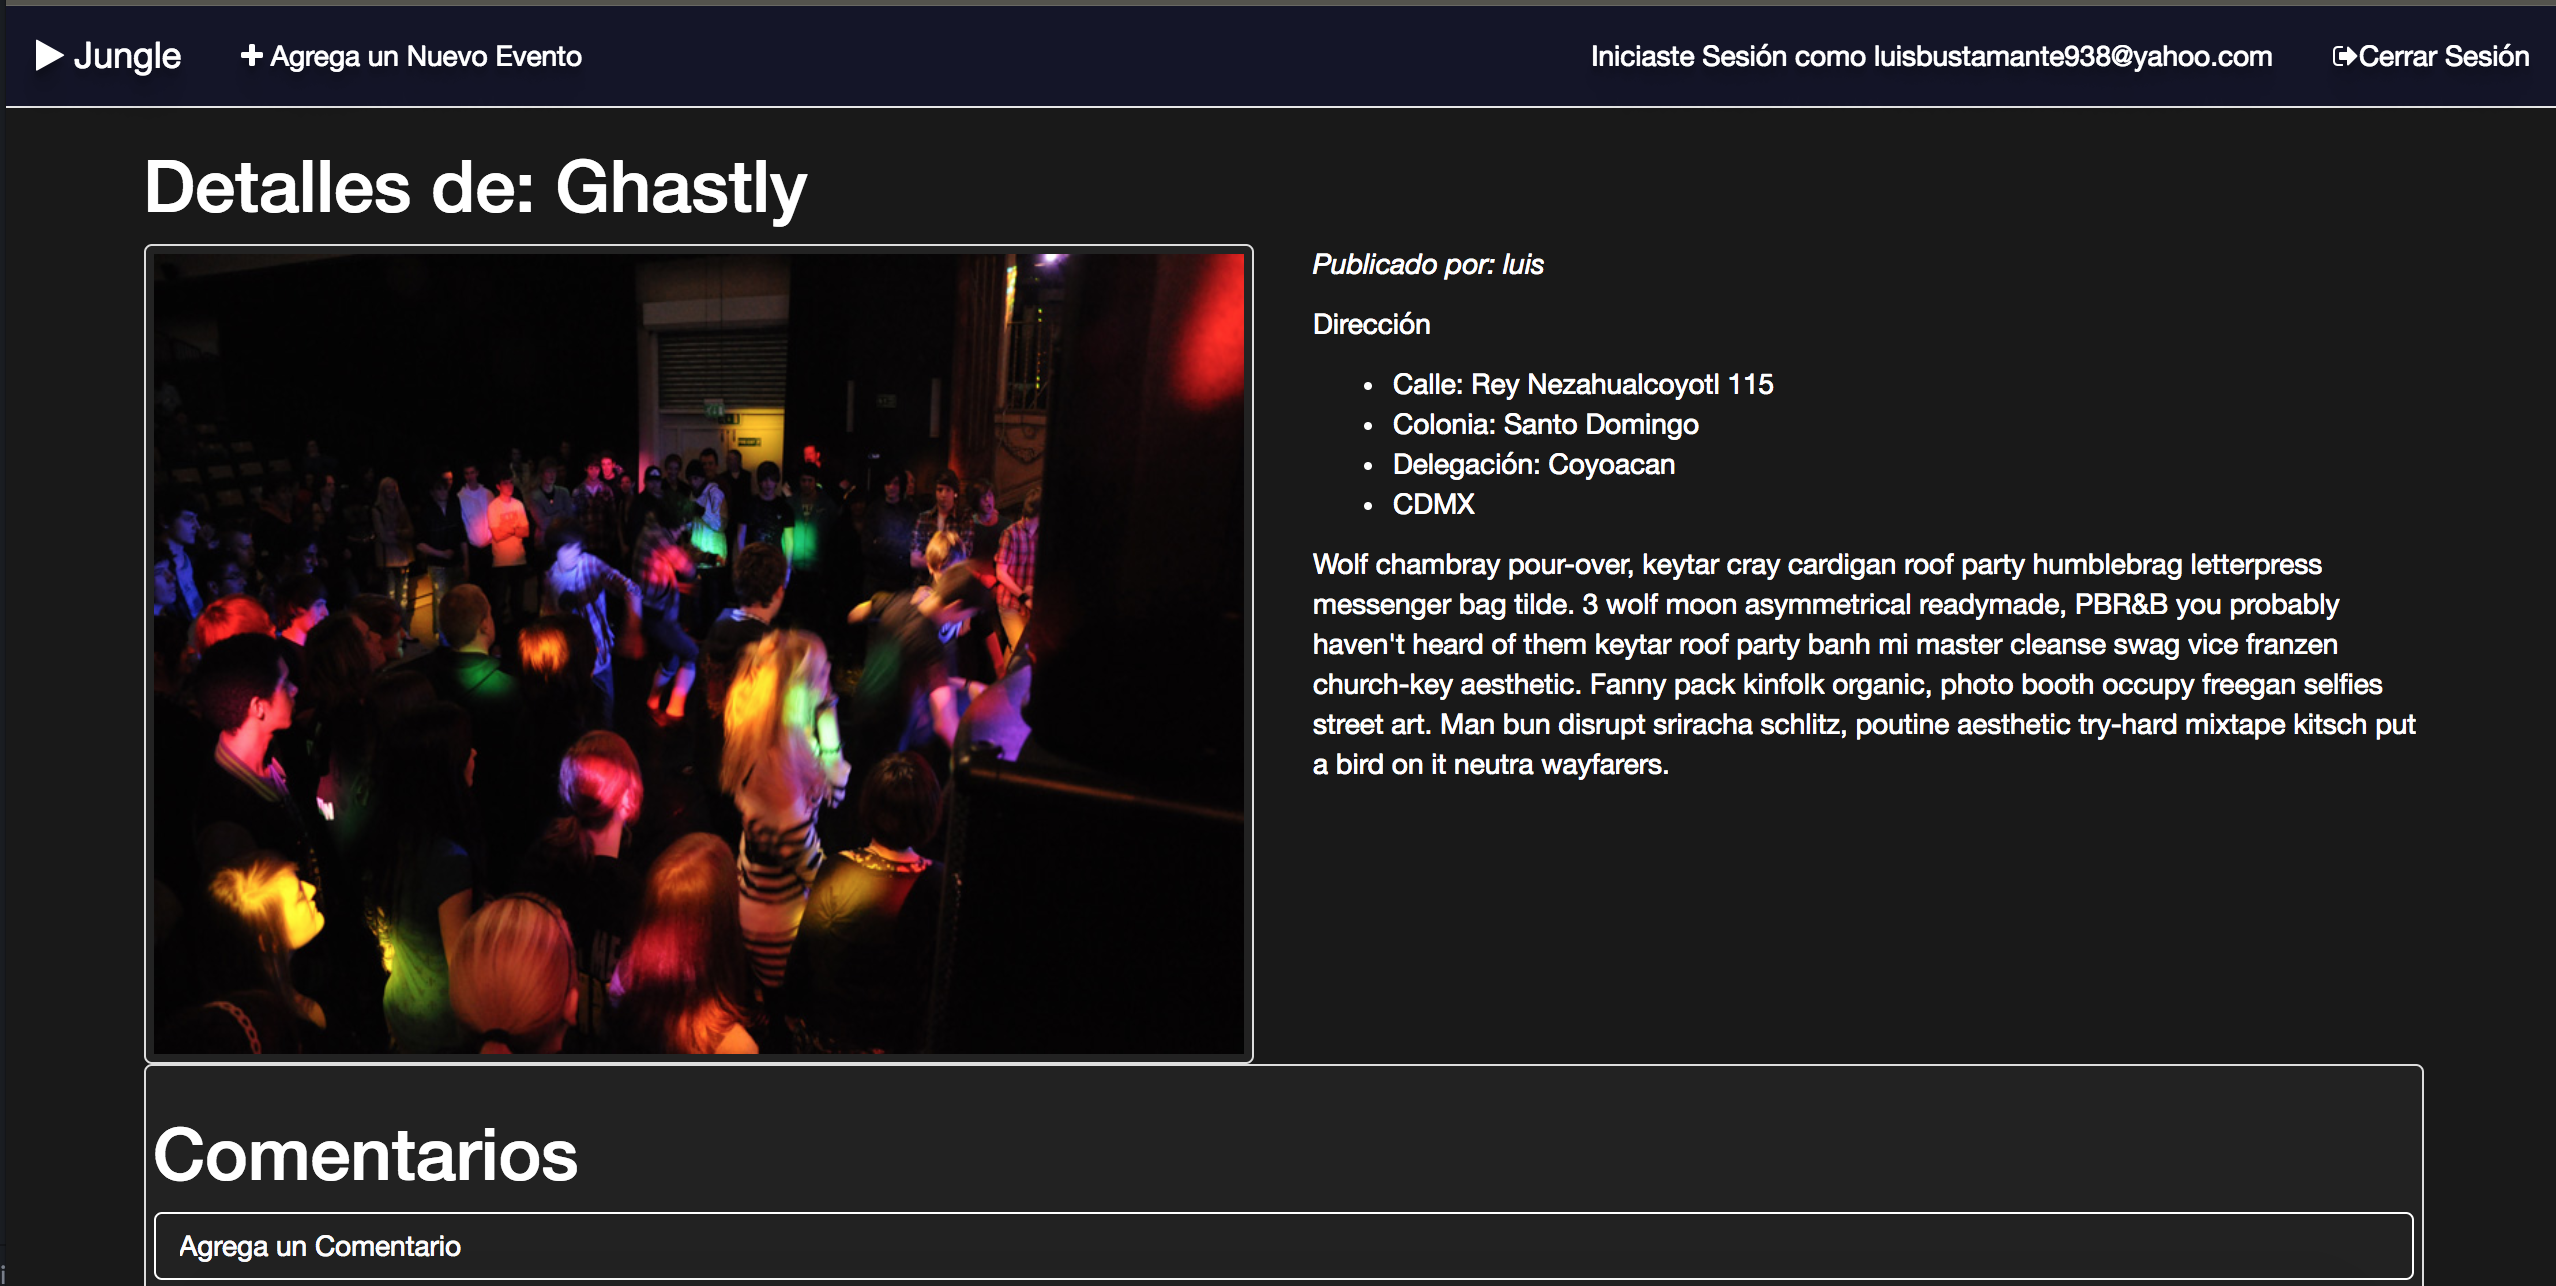 Jungle
Agrega un Nuevo Evento
Iniciaste Sesión como luisbustamante938@yahoo.com
Cerrar Sesión
Detalles de: Ghastly
Publicado por: luis
Dirección
Calle: Rey Nezahualcoyotl 115
Colonia: Santo Domingo
Delegación: Coyoacan
CDMX
Wolf chambray pour-over, keytar cray cardigan roof party humblebrag letterpress
messenger bag tilde. 3 wolf moon asymmetrical readymade, PBR&B you probably
haven't heard of them keytar roof party banh mi master cleanse swag vice franzen
church-key aesthetic. Fanny pack kinfolk organic, photo booth occupy freegan selfies
street art. Man bun disrupt sriracha schlitz, poutine aesthetic try-hard mixtape kitsch put
a bird on it neutra wayfarers.
Comentarios
Agrega un Comentario